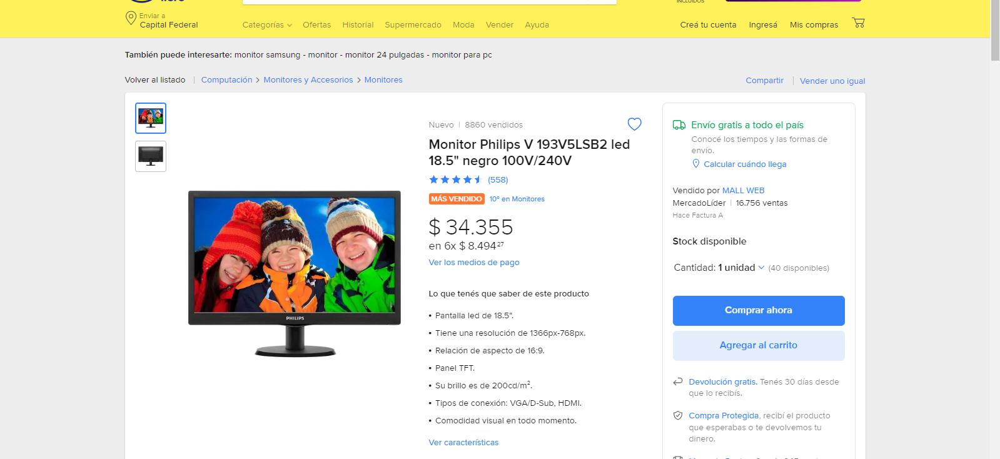 INCLUIDOS
Enviar a
Capital Federal
Categorías Ofertas Historial Supermercado Moda Vender Ayuda
Creá tu cuenta Ingresá Mis compras
También puede interesarte: monitor samsung - monitor - monitor 24 pulgadas - monitor para pc
Volver al listado | Computación > Monitores y Accesorios > Monitores
Compartir | Vender uno igual
Nuevo | 8860 vendidos
Monitor Philips V 193V5LSB2 led
18.5" negro 100V/240V
(558)
MÁS VENDIDO 10º en Monitores
$ 34.355
en 6x $ 8.494 27
Ver los medios de pago
Lo que tenés que saber de este producto
• Pantalla led de 18.5".
• Tiene una resolución de 1366px-768px.
• Relación de aspecto de 16:9.
• Panel TFT.
• Su brillo es de 200cd/m².
• Tipos de conexión: VGA/D-Sub, HDMI.
• Comodidad visual en todo momento.
Ver características
PHILIPS
Envío gratis a todo el país
Conocé los tiempos y las formas de
envío.
Calcular cuándo llega
Vendido por MALL WEB
MercadoLíder | 16.756 ventas
Hace Factura A
Stock disponible
Cantidad: 1 unidad (40 disponibles)
Comprar ahora
Agregar al carrito
Devolución gratis. Tenés 30 días desde
que lo recibís.
Compra Protegida, recibí el producto
que esperabas o te devolvemos tu
dinero.